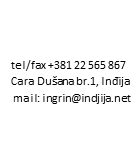 tel/fax +381 22 565 867
Cara Dušana br.1, Inđija
mail: ingrin@indjija.net